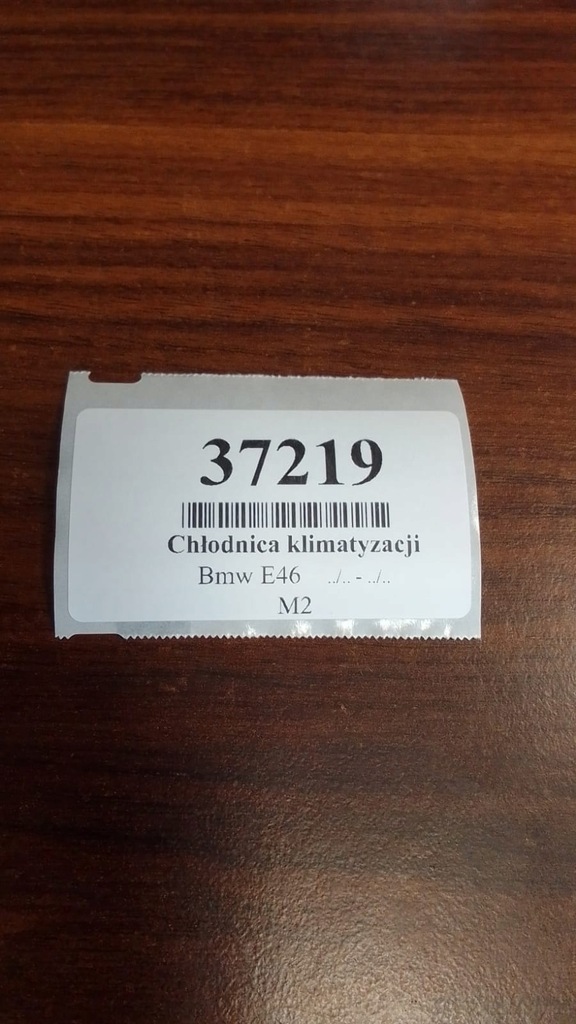 37219
Chłodnica klimatyzacji
Bmw E46 ../.. - ../..
M2